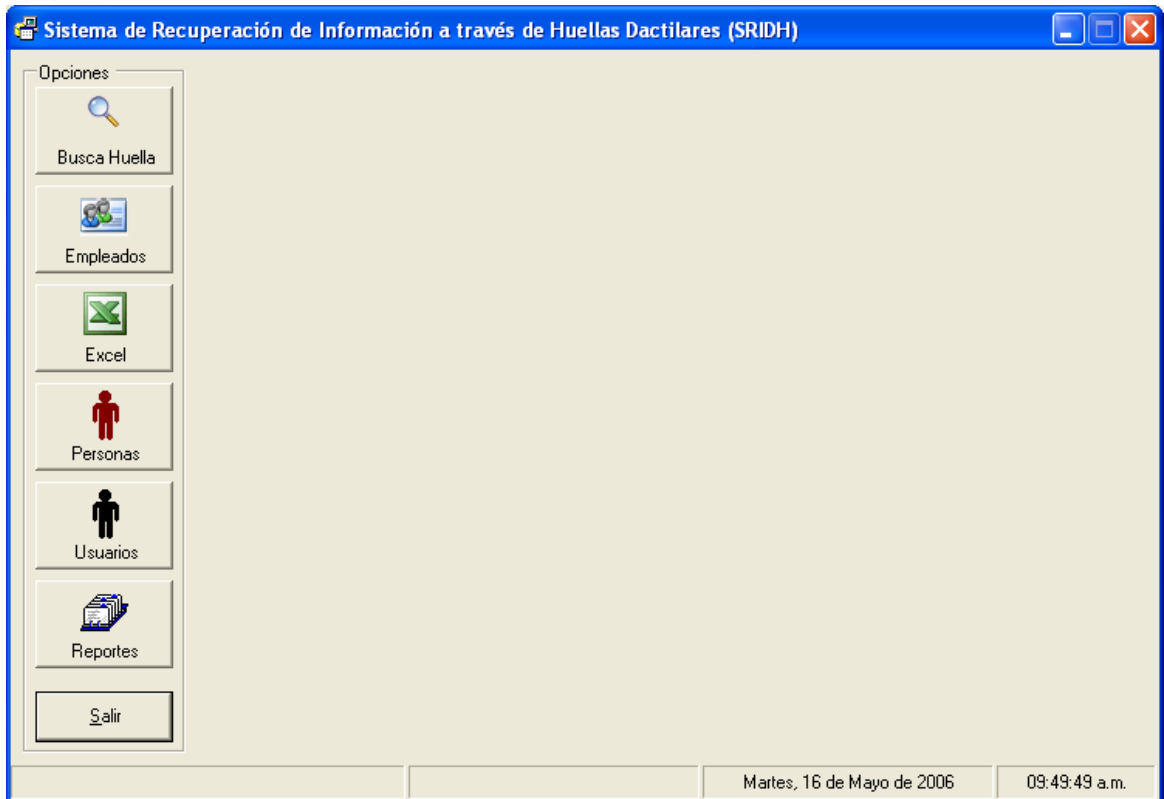 Sistema de Recuperación de Información a través de Huellas Dactilares (SRIDH)
Opciones
Busca Huella
Empleados
Excel
Personas
Usuarios
Reportes
Salir
Martes, 16 de Mayo de 2006
09:49:49 a.m.